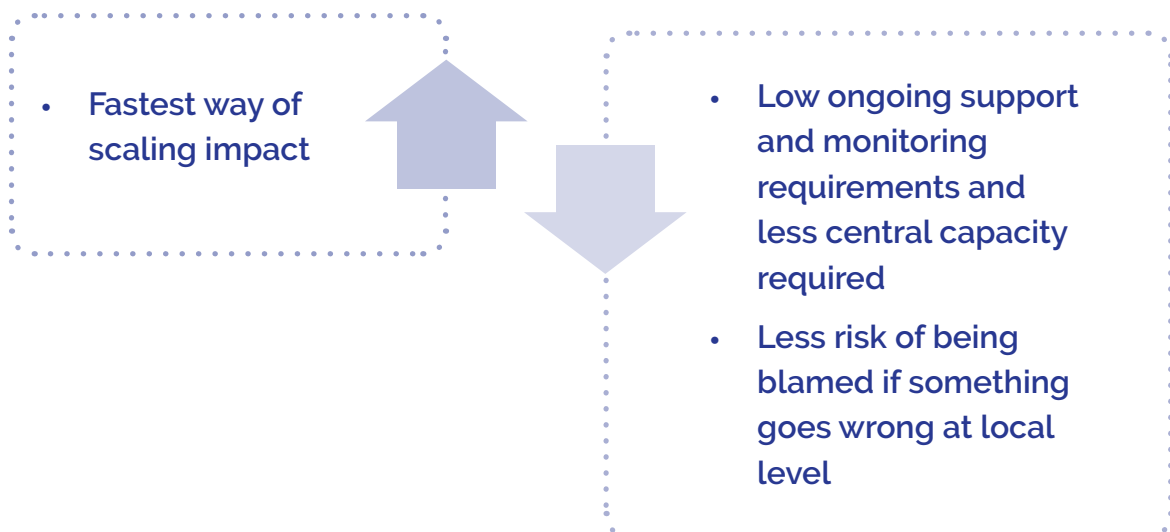 • Fastest way of
scaling impact
• Low ongoing support
and monitoring
requirements and
less central capacity
required
• Less risk of being
blamed if something
goes wrong at local
level